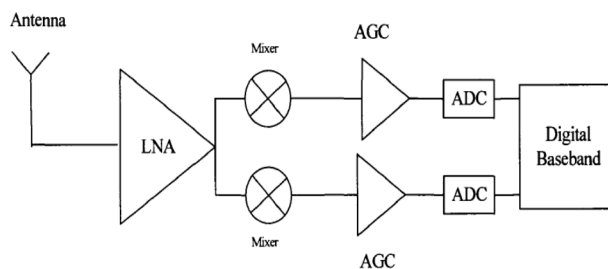 Antenna
AGC
Mixer
LNA
ADC
Digital
Baseband
ADC
Mixer
AGC